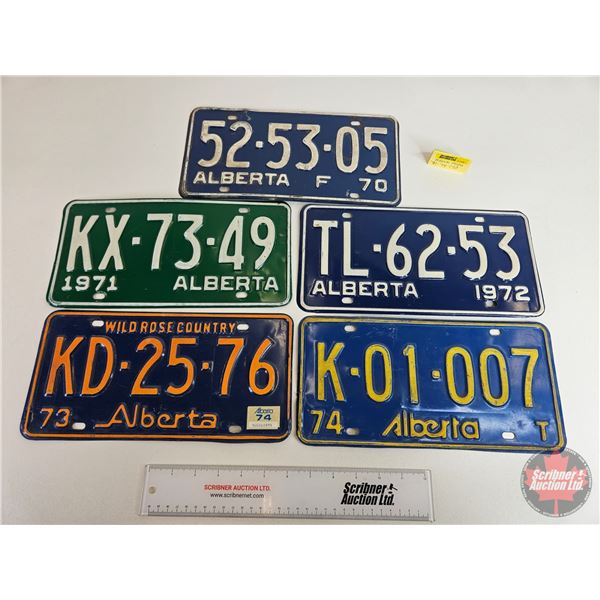 52·53·05
ALBERTA F 70
KX·73·49
1971 ALBERTA
TL·62·53
ALBERTA 1972
WILD ROSE COUNTRY
KD·25·76
73 Alberta
Alberta
74
K·01·007
74 Alberta T
SCRIBNER AUCTION LTD.
www.scribnernet.com
Scribner
Auction Ltd.
Scribner
Auction Ltd.